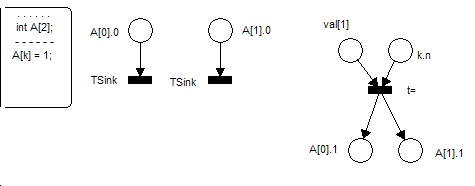 int A[2];
A[k] = 1;
A[0].0
A[1].0
TSink
TSink
val[1]
k.n
t=
A[0].1
A[1].1